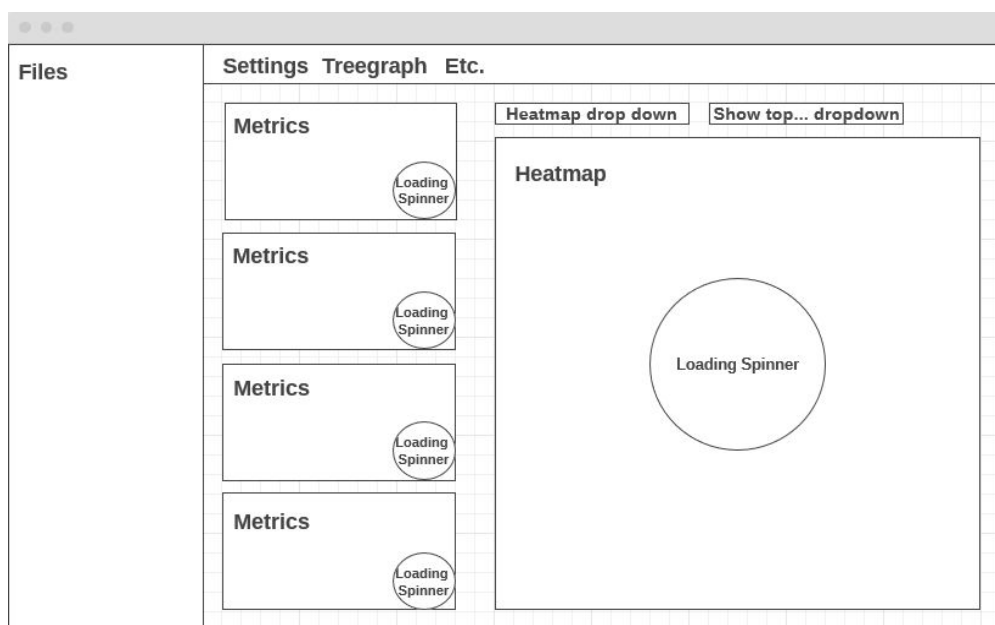 Files
Settings Treegraph Etc.
Heatmap drop down
Show top... dropdown
Metrics
Loading
Spinner
Metrics
Loading
Spinner
Metrics
Loading
Spinner
Metrics
Loading
Spinner
Heatmap
Loading Spinner